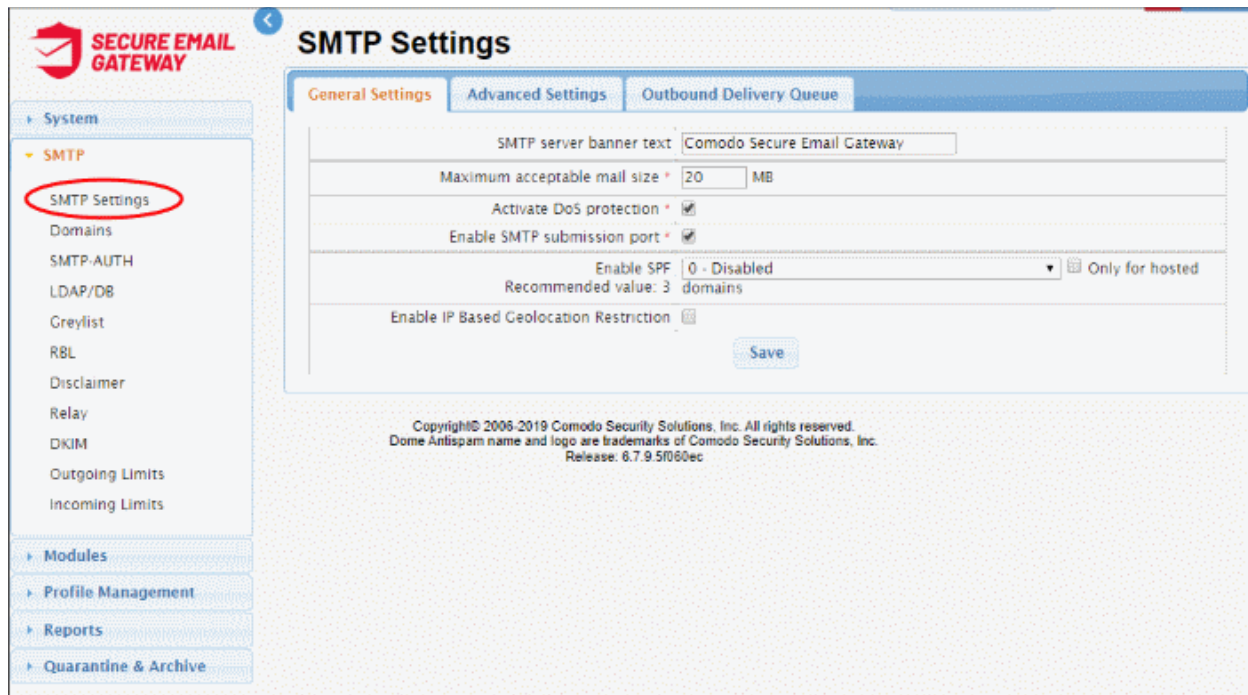 SECURE EMAIL
GATEWAY
System
SMTP
SMTP Settings
Domains
SMTP-AUTH
LDAP/DB
Greylist
RBL
Disclaimer
Relay
DKIM
Outgoing Limits
Incoming Limits
Modules
Profile Management
Reports
Quarantine & Archive
SMTP Settings
General Settings
Advanced Settings
Outbound Delivery Queue
SMTP server banner text Comodo Secure Email Gateway
Maximum acceptable mail size * 20 MB
Activate DoS protection *
Enable SMTP submission port *
Enable SPF 0 - Disabled Only for hosted
Recommended value: 3 domains
Enable IP Based Geolocation Restriction
Save
Copyright© 2006-2019 Comodo Security Solutions, Inc. All rights reserved.
Dome Antispam name and logo are trademarks of Comodo Security Solutions, Inc.
Release: 6.7.9.5f060ec